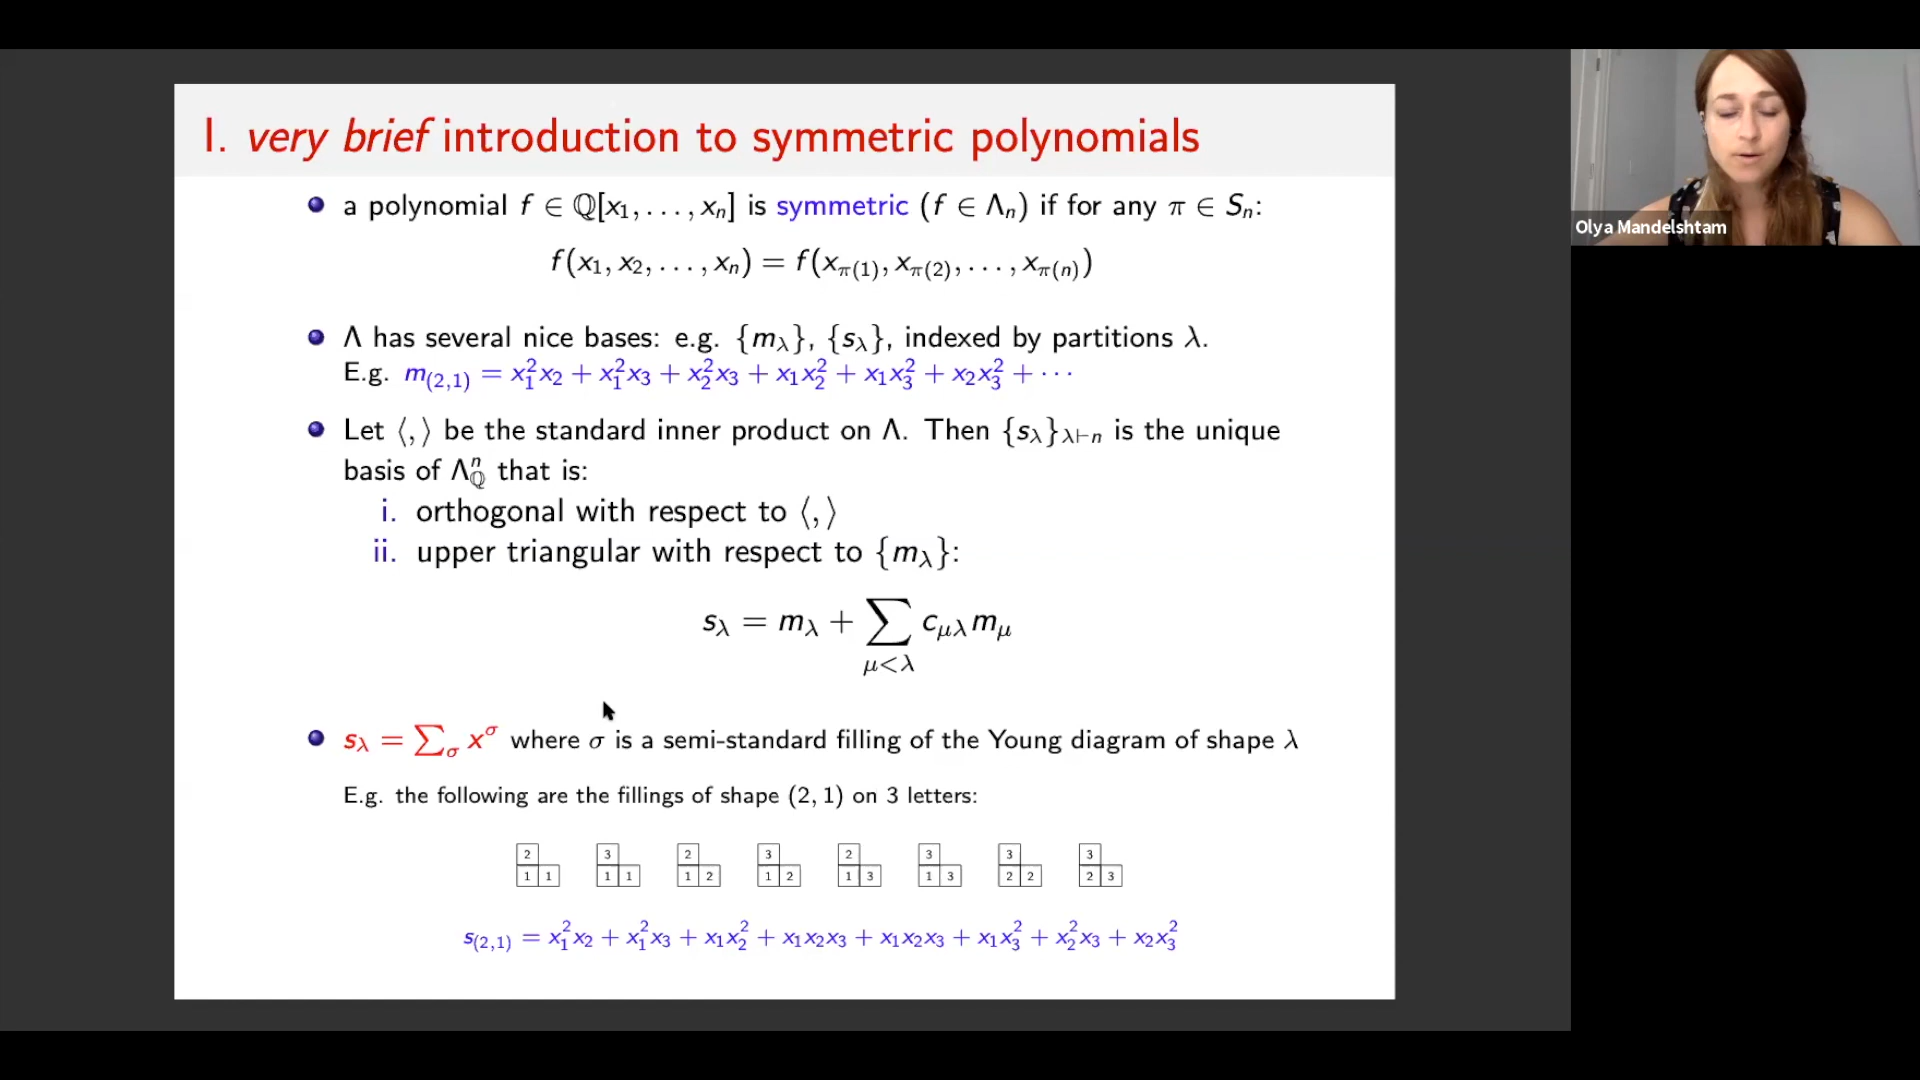 I. very brief introduction to symmetric polynomials
a polynomial f ∈ ℚ[x₁, . . . , xₙ] is symmetric (f ∈ Λₙ) if for any π ∈ Sₙ:
f(x₁, x₂, . . . , xₙ) = f(x_{π(1)}, x_{π(2)}, . . . , x_{π(n)})
Λ has several nice bases: e.g. {m_λ}, {s_λ}, indexed by partitions λ.
E.g. m_{(2,1)} = x₁²x₂ + x₁²x₃ + x₂²x₃ + x₁x₂² + x₁x₃² + x₂x₃² + · · ·
Let ⟨,⟩ be the standard inner product on Λ. Then {s_λ}_{λ⊢n} is the unique
basis of Λⁿ_ℚ that is:
i. orthogonal with respect to ⟨,⟩
ii. upper triangular with respect to {m_λ}:
s_λ = m_λ + ∑_{μ<λ} c_{μλ} m_μ
s_λ = ∑_σ x^σ where σ is a semi-standard filling of the Young diagram of shape λ
E.g. the following are the fillings of shape (2, 1) on 3 letters:
2 3 2 3 2 3 3 3
1 1 1 1 1 2 1 2 1 3 1 3 2 2 2 3
s_{(2,1)} = x₁²x₂ + x₁²x₃ + x₁x₂² + x₁x₂x₃ + x₁x₂x₃ + x₁x₃² + x₂²x₃ + x₂x₃²
Olya Mandelshtam